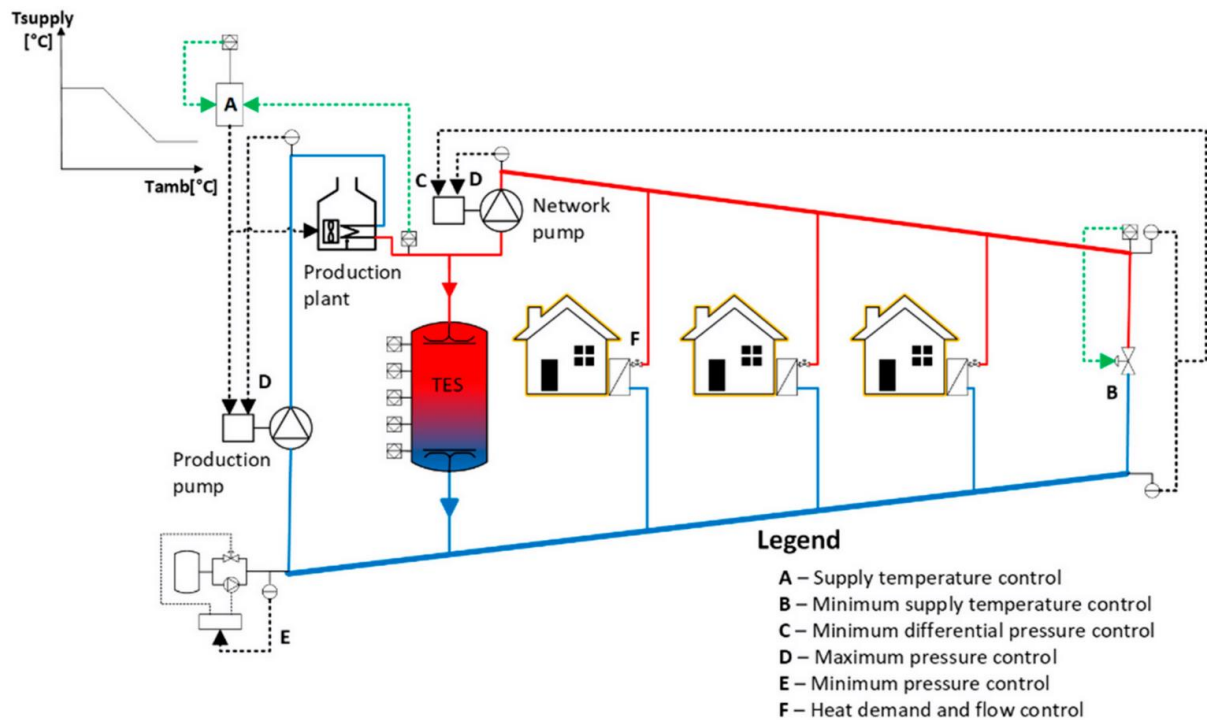 Tsupply
[°C]
A
Tamb[°C]
C
D
Network
pump
Production
plant
F
TES
B
D
Production
pump
E
Legend
A – Supply temperature control
B – Minimum supply temperature control
C – Minimum differential pressure control
D – Maximum pressure control
E – Minimum pressure control
F – Heat demand and flow control